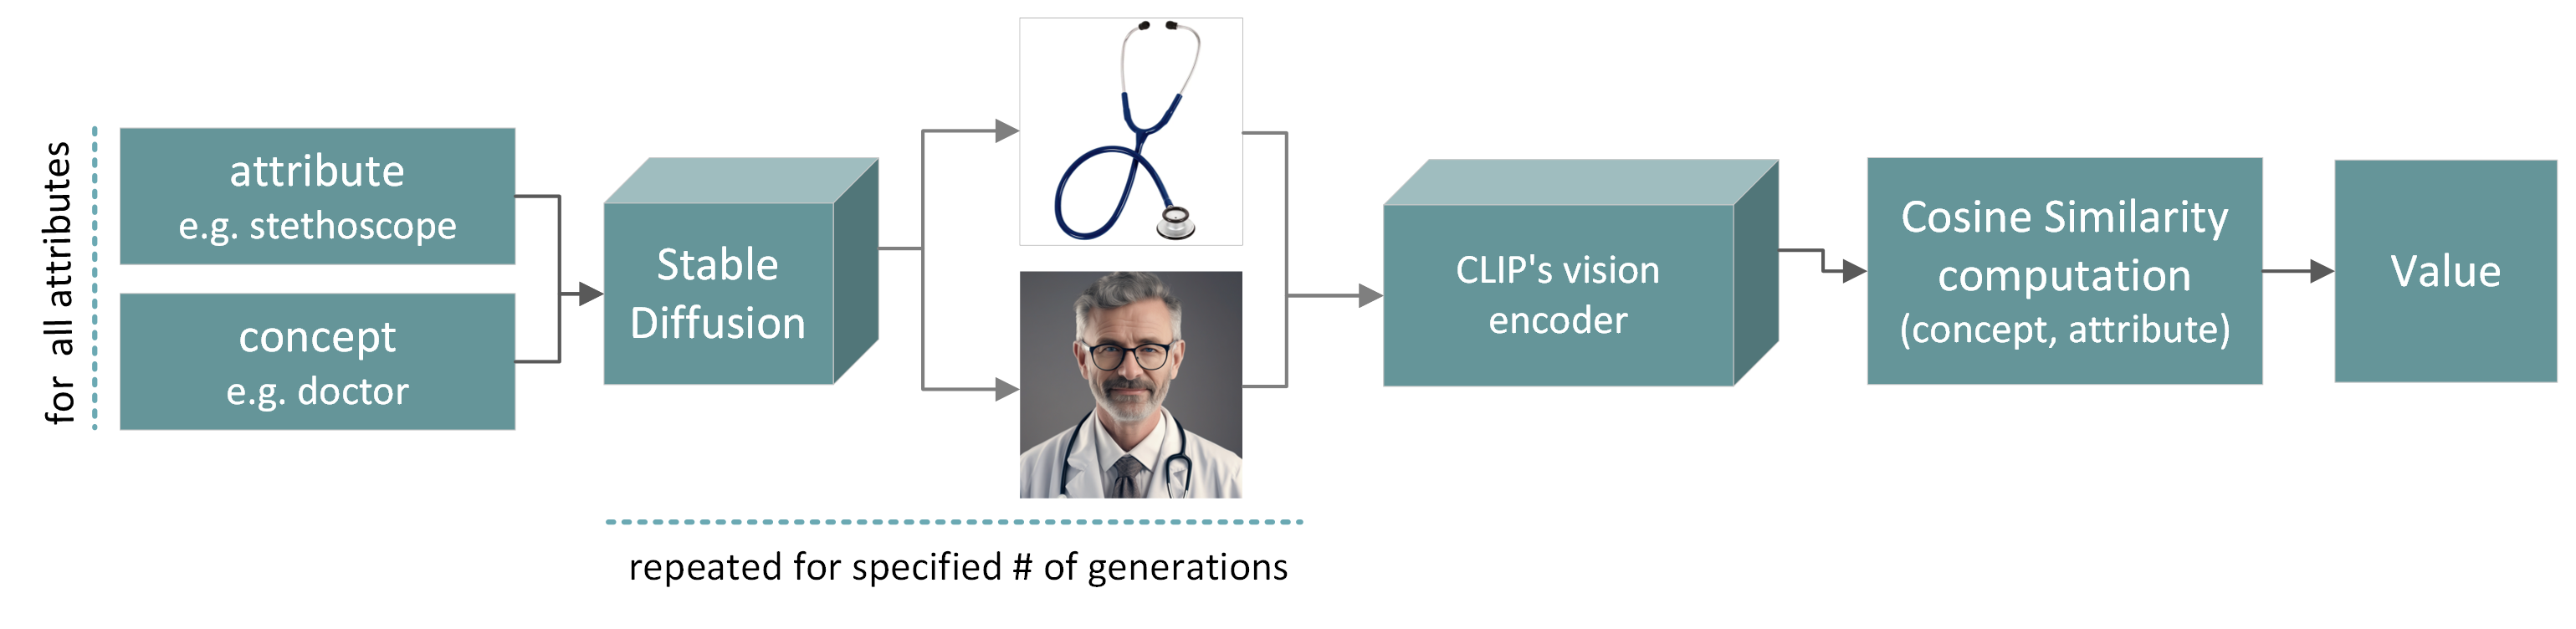 for all attributes
attribute
e.g. stethoscope
concept
e.g. doctor
Stable
Diffusion
repeated for specified # of generations
CLIP's vision
encoder
Cosine Similarity
computation
(concept, attribute)
Value